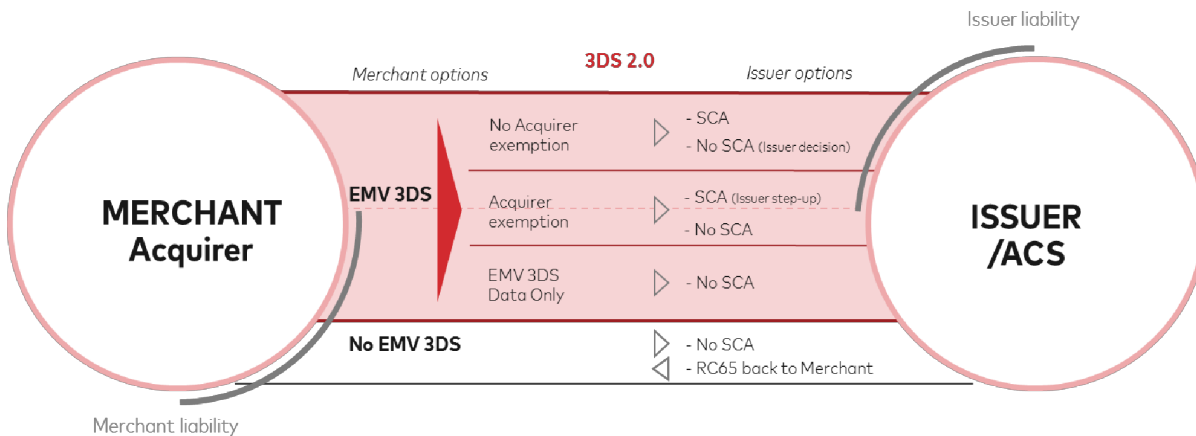 Issuer liability
3DS 2.0
Merchant options
Issuer options
No Acquirer
exemption
- SCA
- No SCA (Issuer decision)
EMV 3DS
MERCHANT
Acquirer
Acquirer
exemption
- SCA (Issuer step-up)
- No SCA
ISSUER
/ACS
EMV 3DS
Data Only
- No SCA
No EMV 3DS
- No SCA
- RC65 back to Merchant
Merchant liability